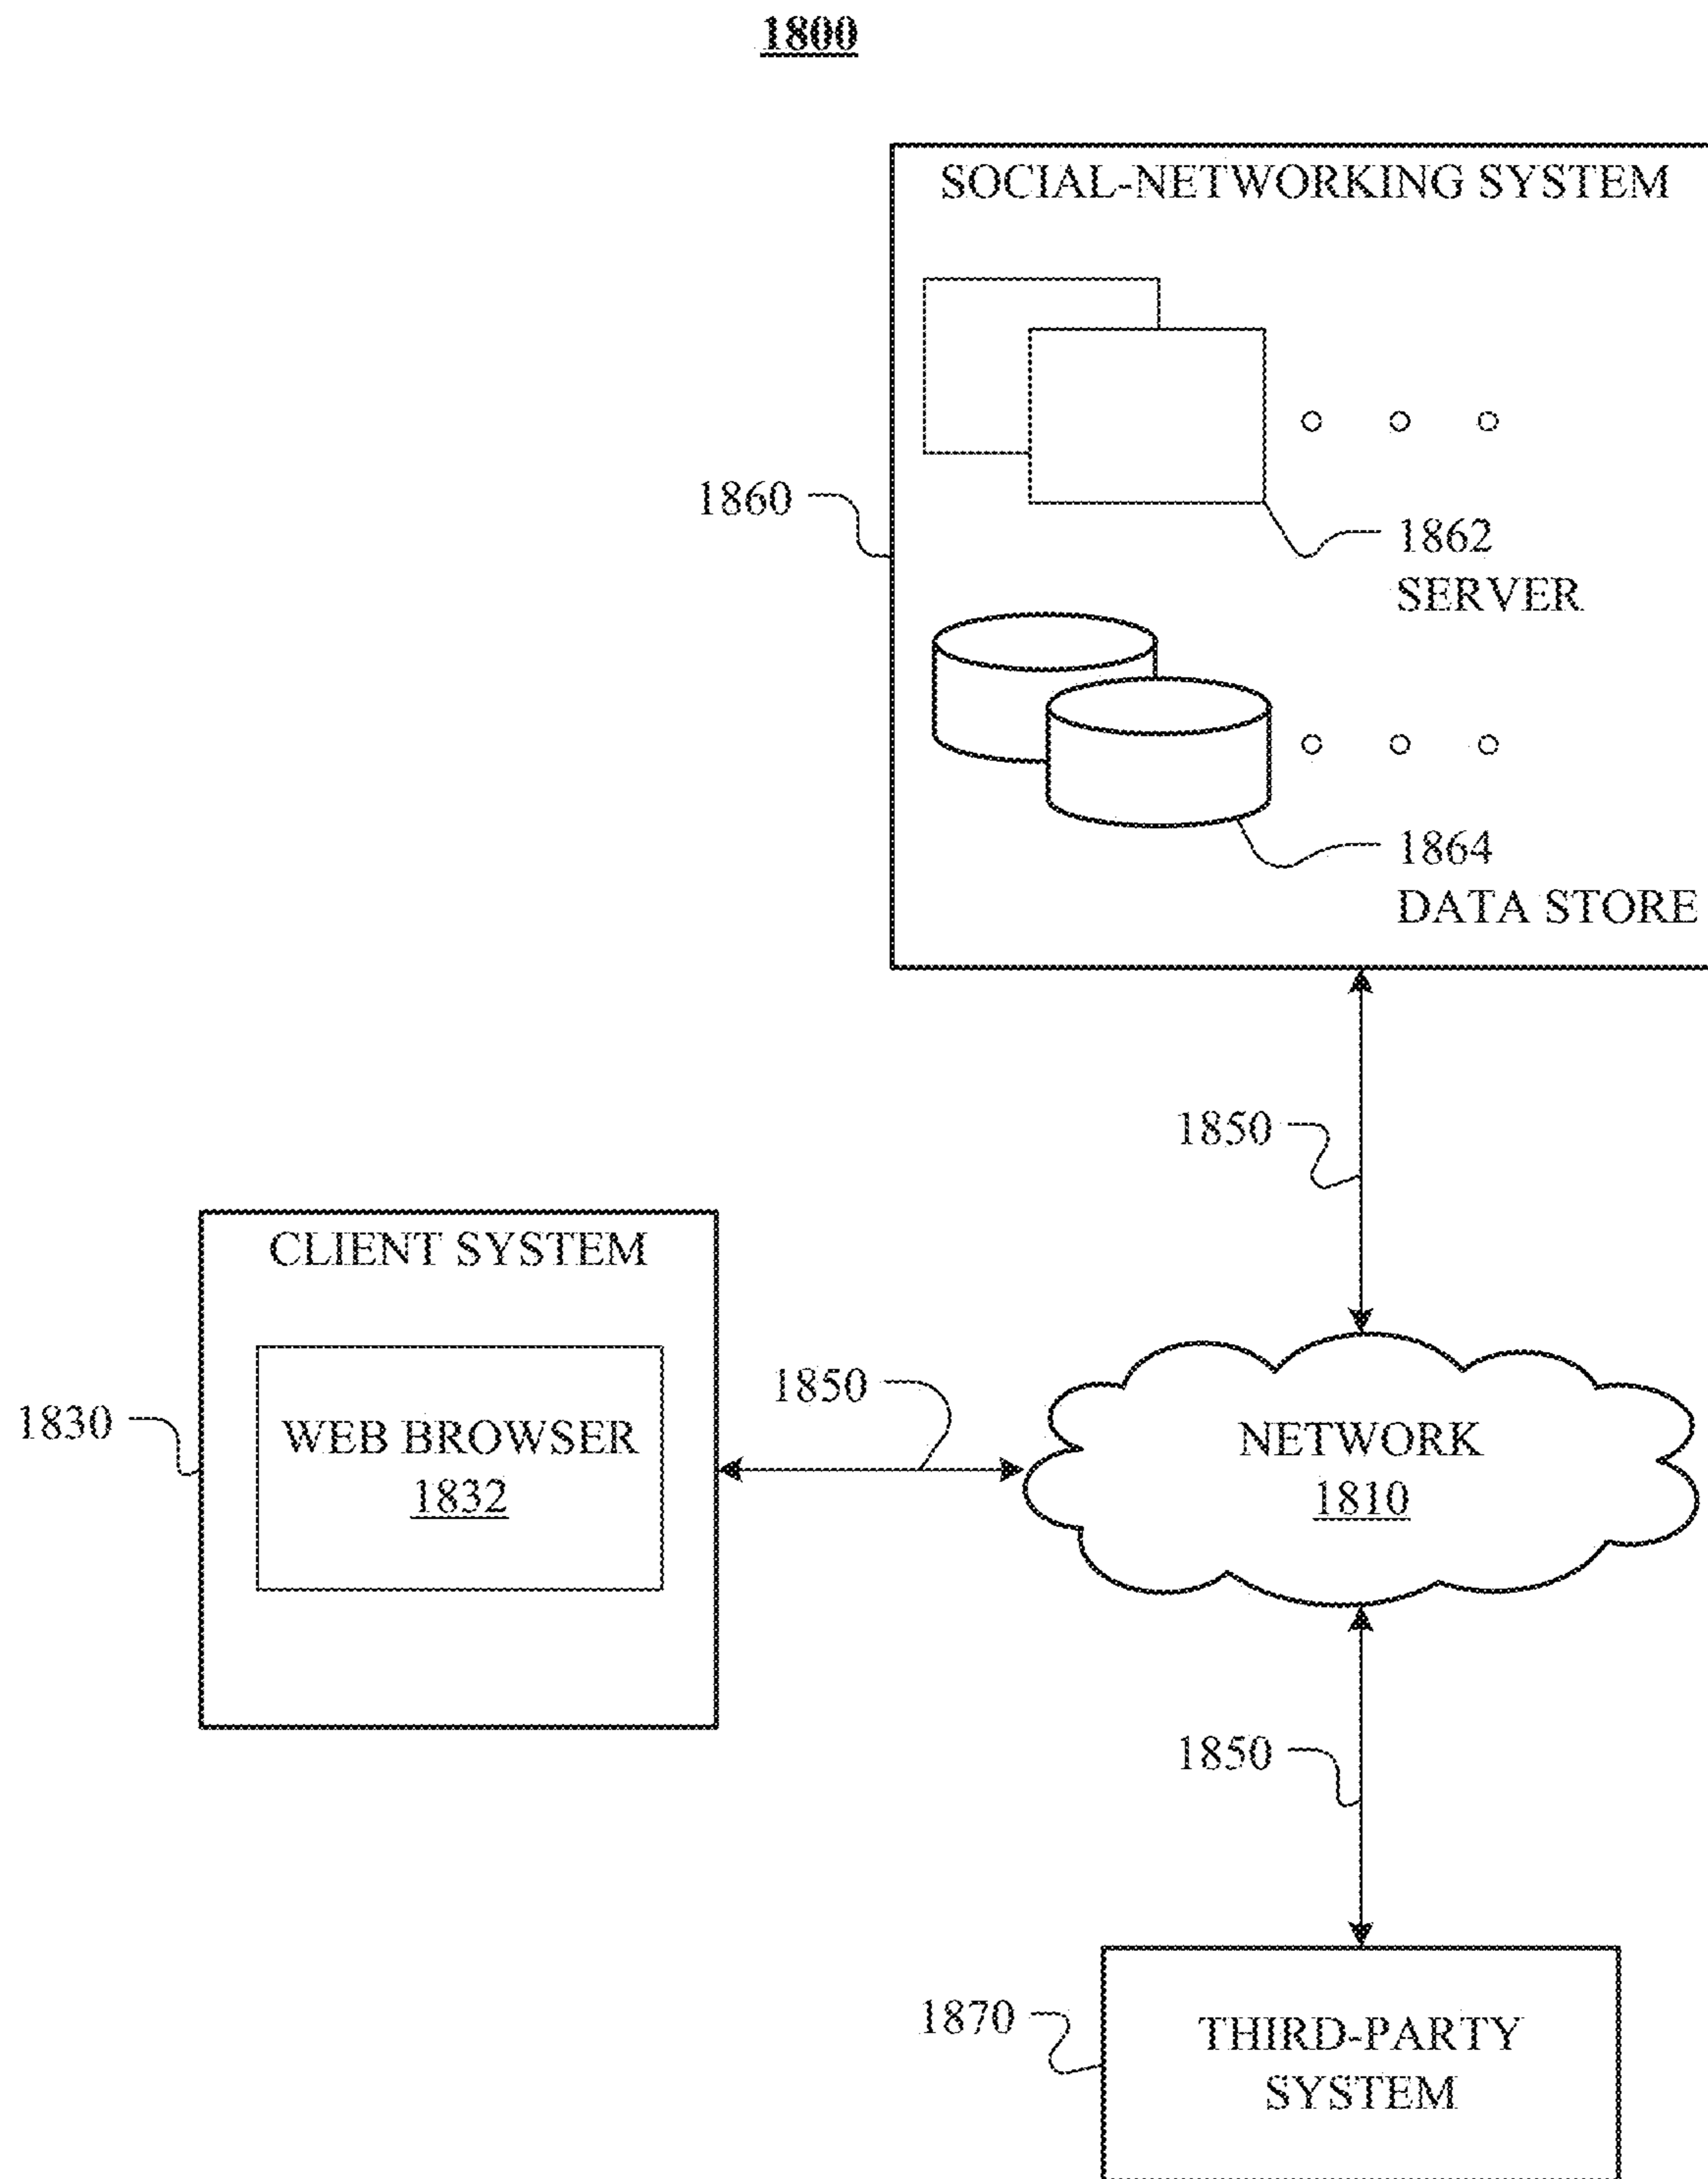 1800
SOCIAL-NETWORKING SYSTEM
1860
1862
SERVER
1864
DATA STORE
1850
CLIENT SYSTEM
1830
WEB BROWSER
1832
1850
NETWORK
1810
1850
1870
THIRD-PARTY
SYSTEM